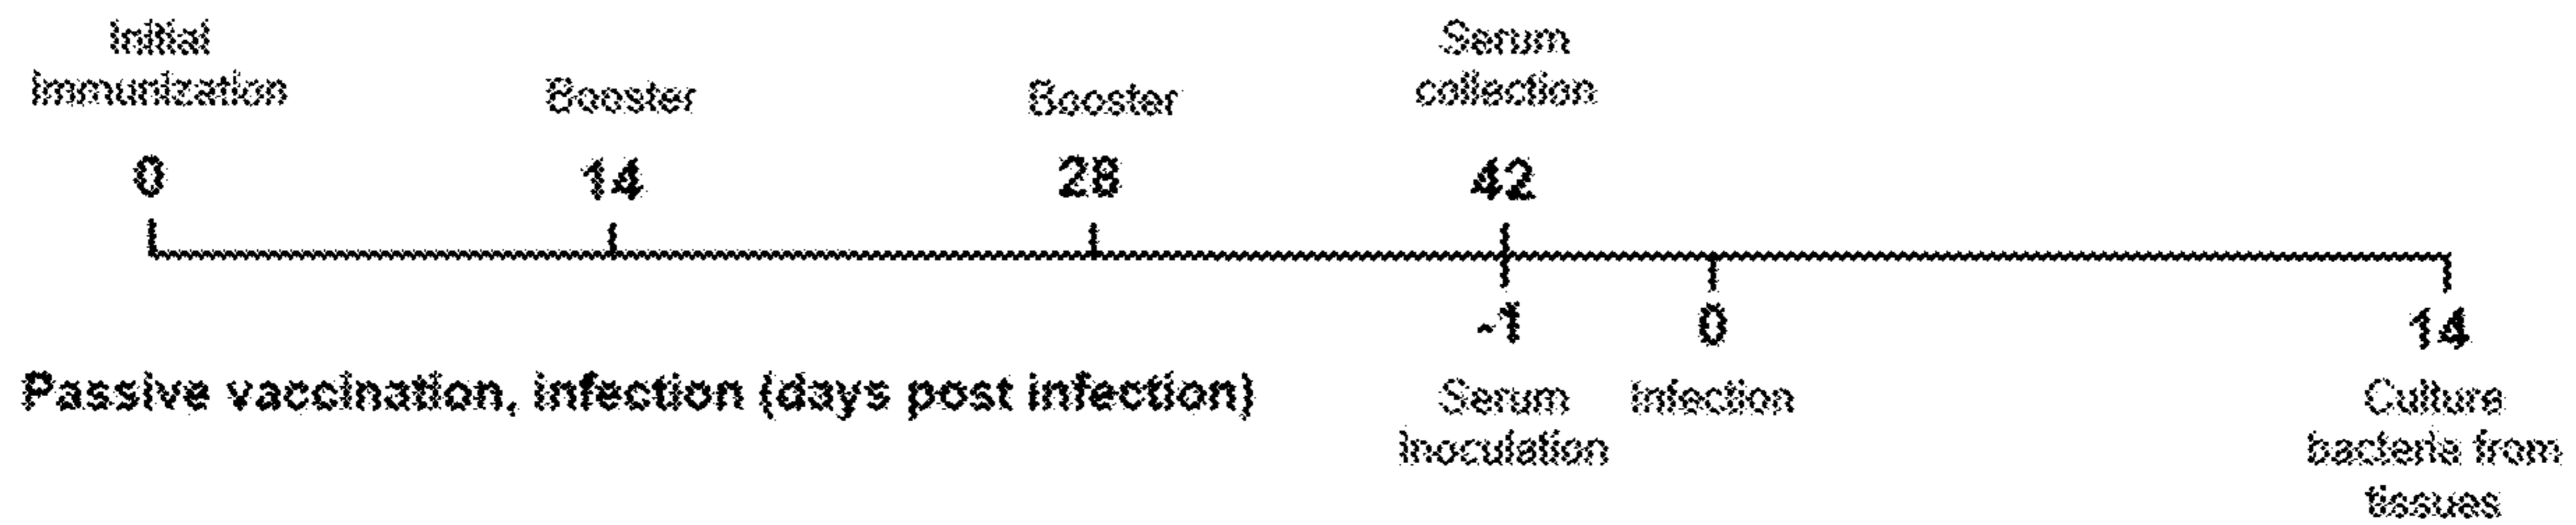 Initial
immunization
Booster
Booster
Serum
collection
0
14
28
42
-1
0
14
Passive vaccination, infection (days post infection)
Serum
inoculation
Infection
Culture
bacteria from
tissues